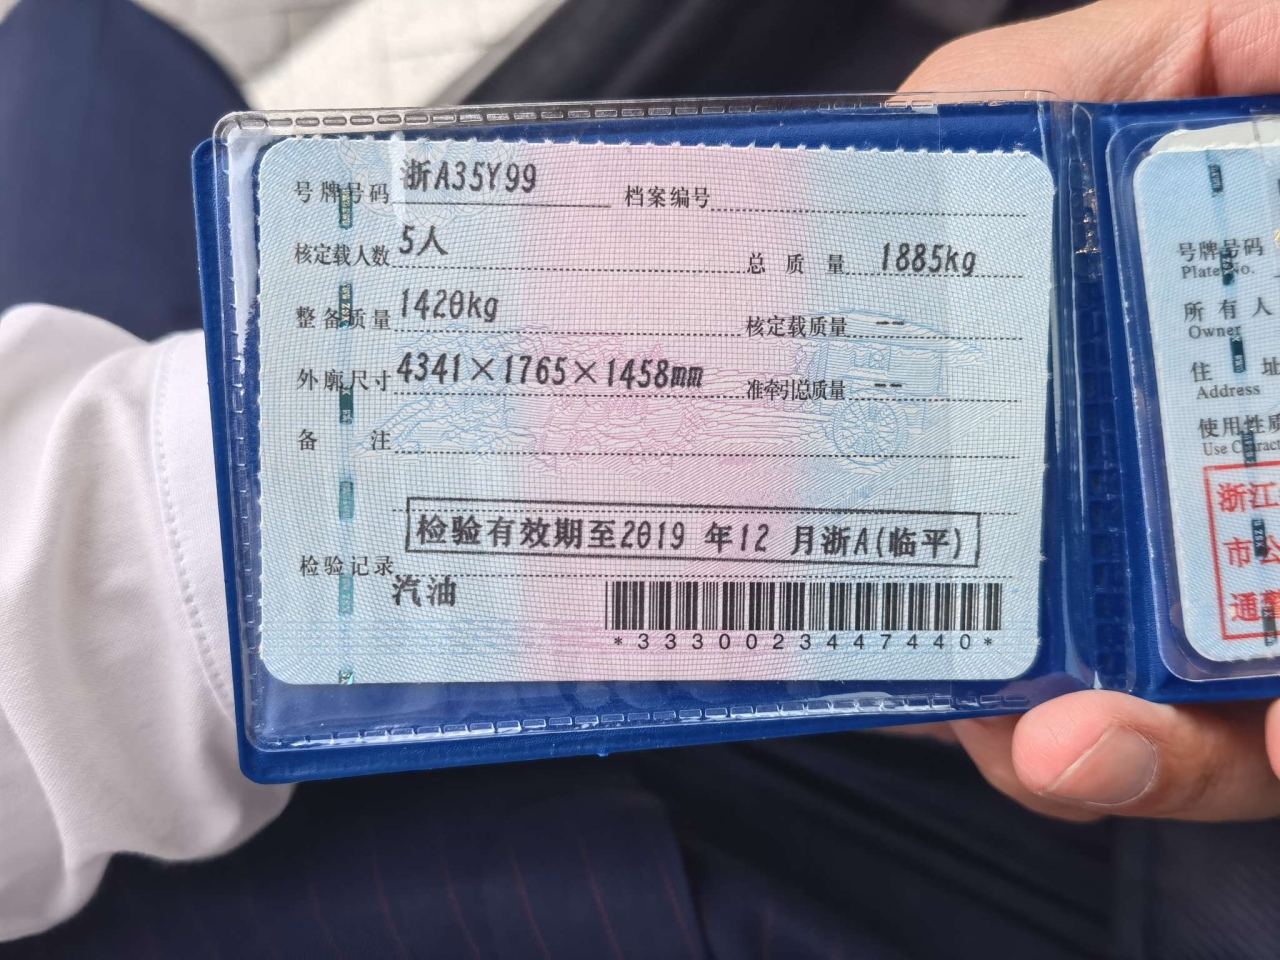 号牌号码 浙A35Y99 档案编号
核定载人数 5人 总质量 1885kg
整备质量 1420kg 核定载质量 --
外廓尺寸 4341×1765×1458mm 准牵引总质量 --
备注
检验有效期至2019 年12 月浙A(临平)
检验记录
汽油
*3330023447440*
号牌号码
Plate No.
所有人
Owner
住址
Address
使用性质
Use Charac
浙江
市公
通警